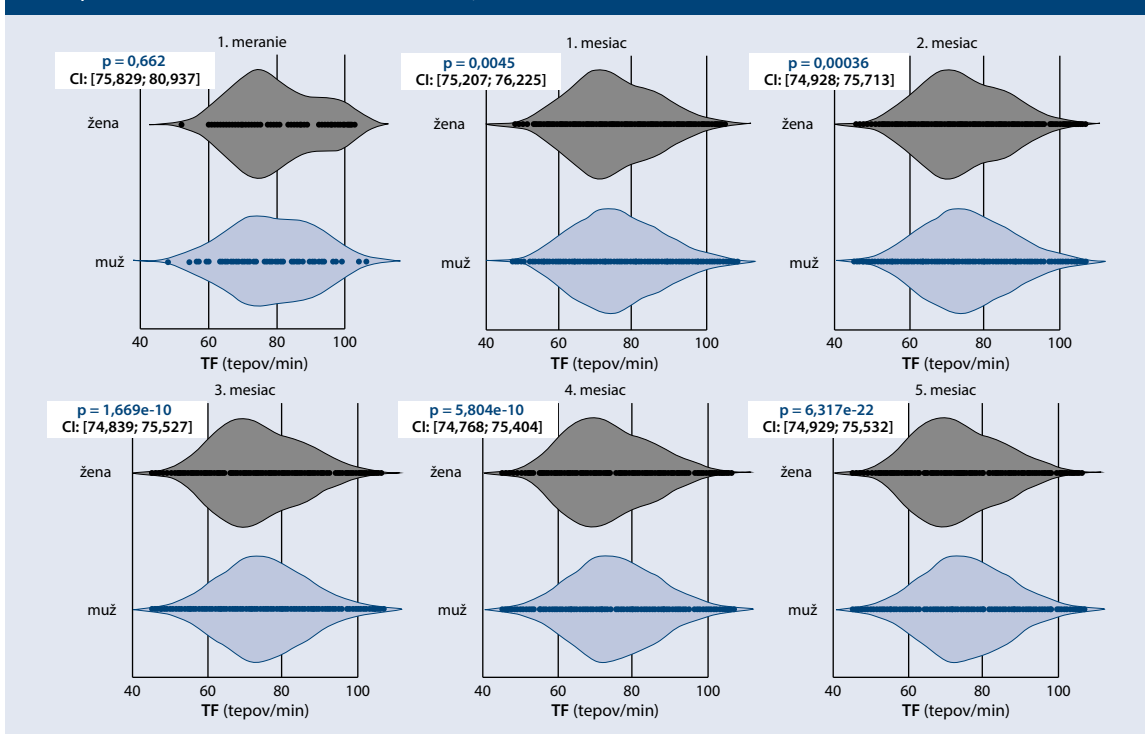 1. meranie
p = 0,662
CI: [75,829; 80,937]
žena
muž
40 60 80 100
TF (tepov/min)
1. mesiac
p = 0,0045
CI: [75,207; 76,225]
žena
muž
40 60 80 100
TF (tepov/min)
2. mesiac
p = 0,00036
CI: [74,928; 75,713]
žena
muž
40 60 80 100
TF (tepov/min)
3. mesiac
p = 1,669e-10
CI: [74,839; 75,527]
žena
muž
40 60 80 100
TF (tepov/min)
4. mesiac
p = 5,804e-10
CI: [74,768; 75,404]
žena
muž
40 60 80 100
TF (tepov/min)
5. mesiac
p = 6,317e-22
CI: [74,929; 75,532]
žena
muž
40 60 80 100
TF (tepov/min)